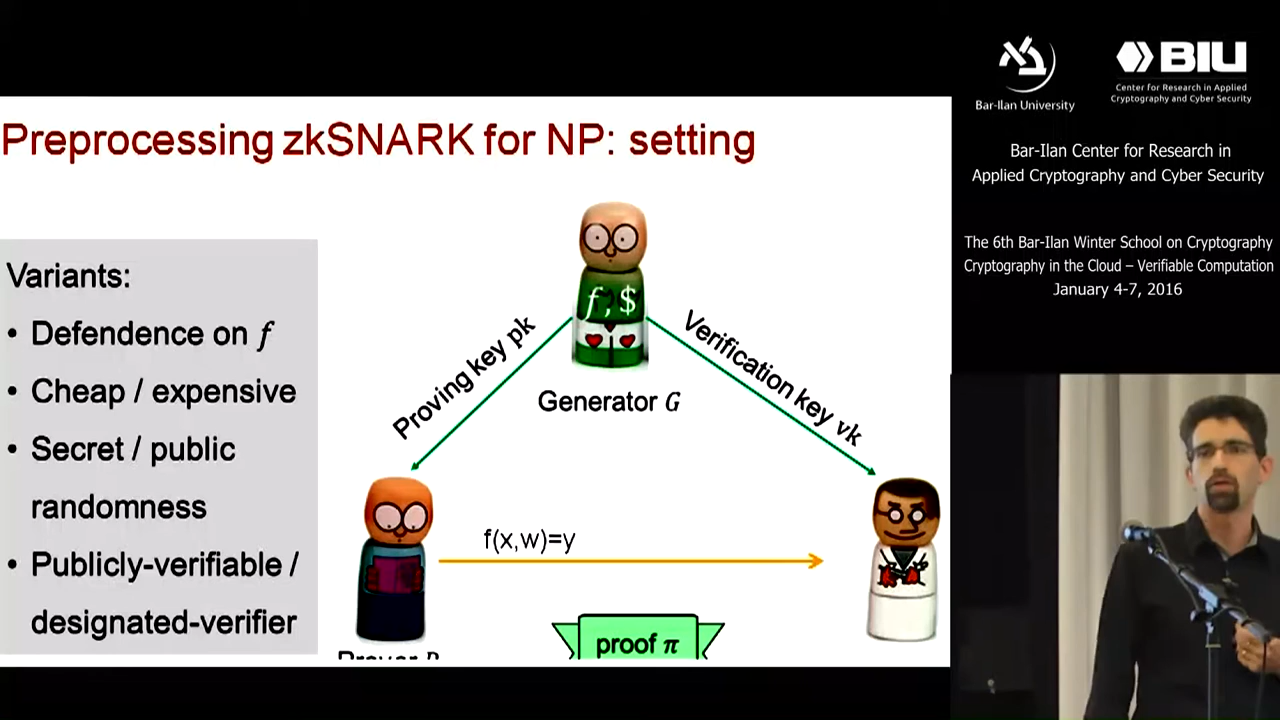 Preprocessing zkSNARK for NP: setting
Variants:
• Defendence on f
• Cheap / expensive
• Secret / public
randomness
• Publicly-verifiable /
designated-verifier
f, $
Generator G
Proving key pk
Verification key vk
f(x,w)=y
proof π
Prover P
Bar-Ilan University
BIU
Center for Research in Applied
Cryptography and Cyber Security
Bar-Ilan Center for Research in
Applied Cryptography and Cyber Security
The 6th Bar-Ilan Winter School on Cryptography
Cryptography in the Cloud – Verifiable Computation
January 4-7, 2016